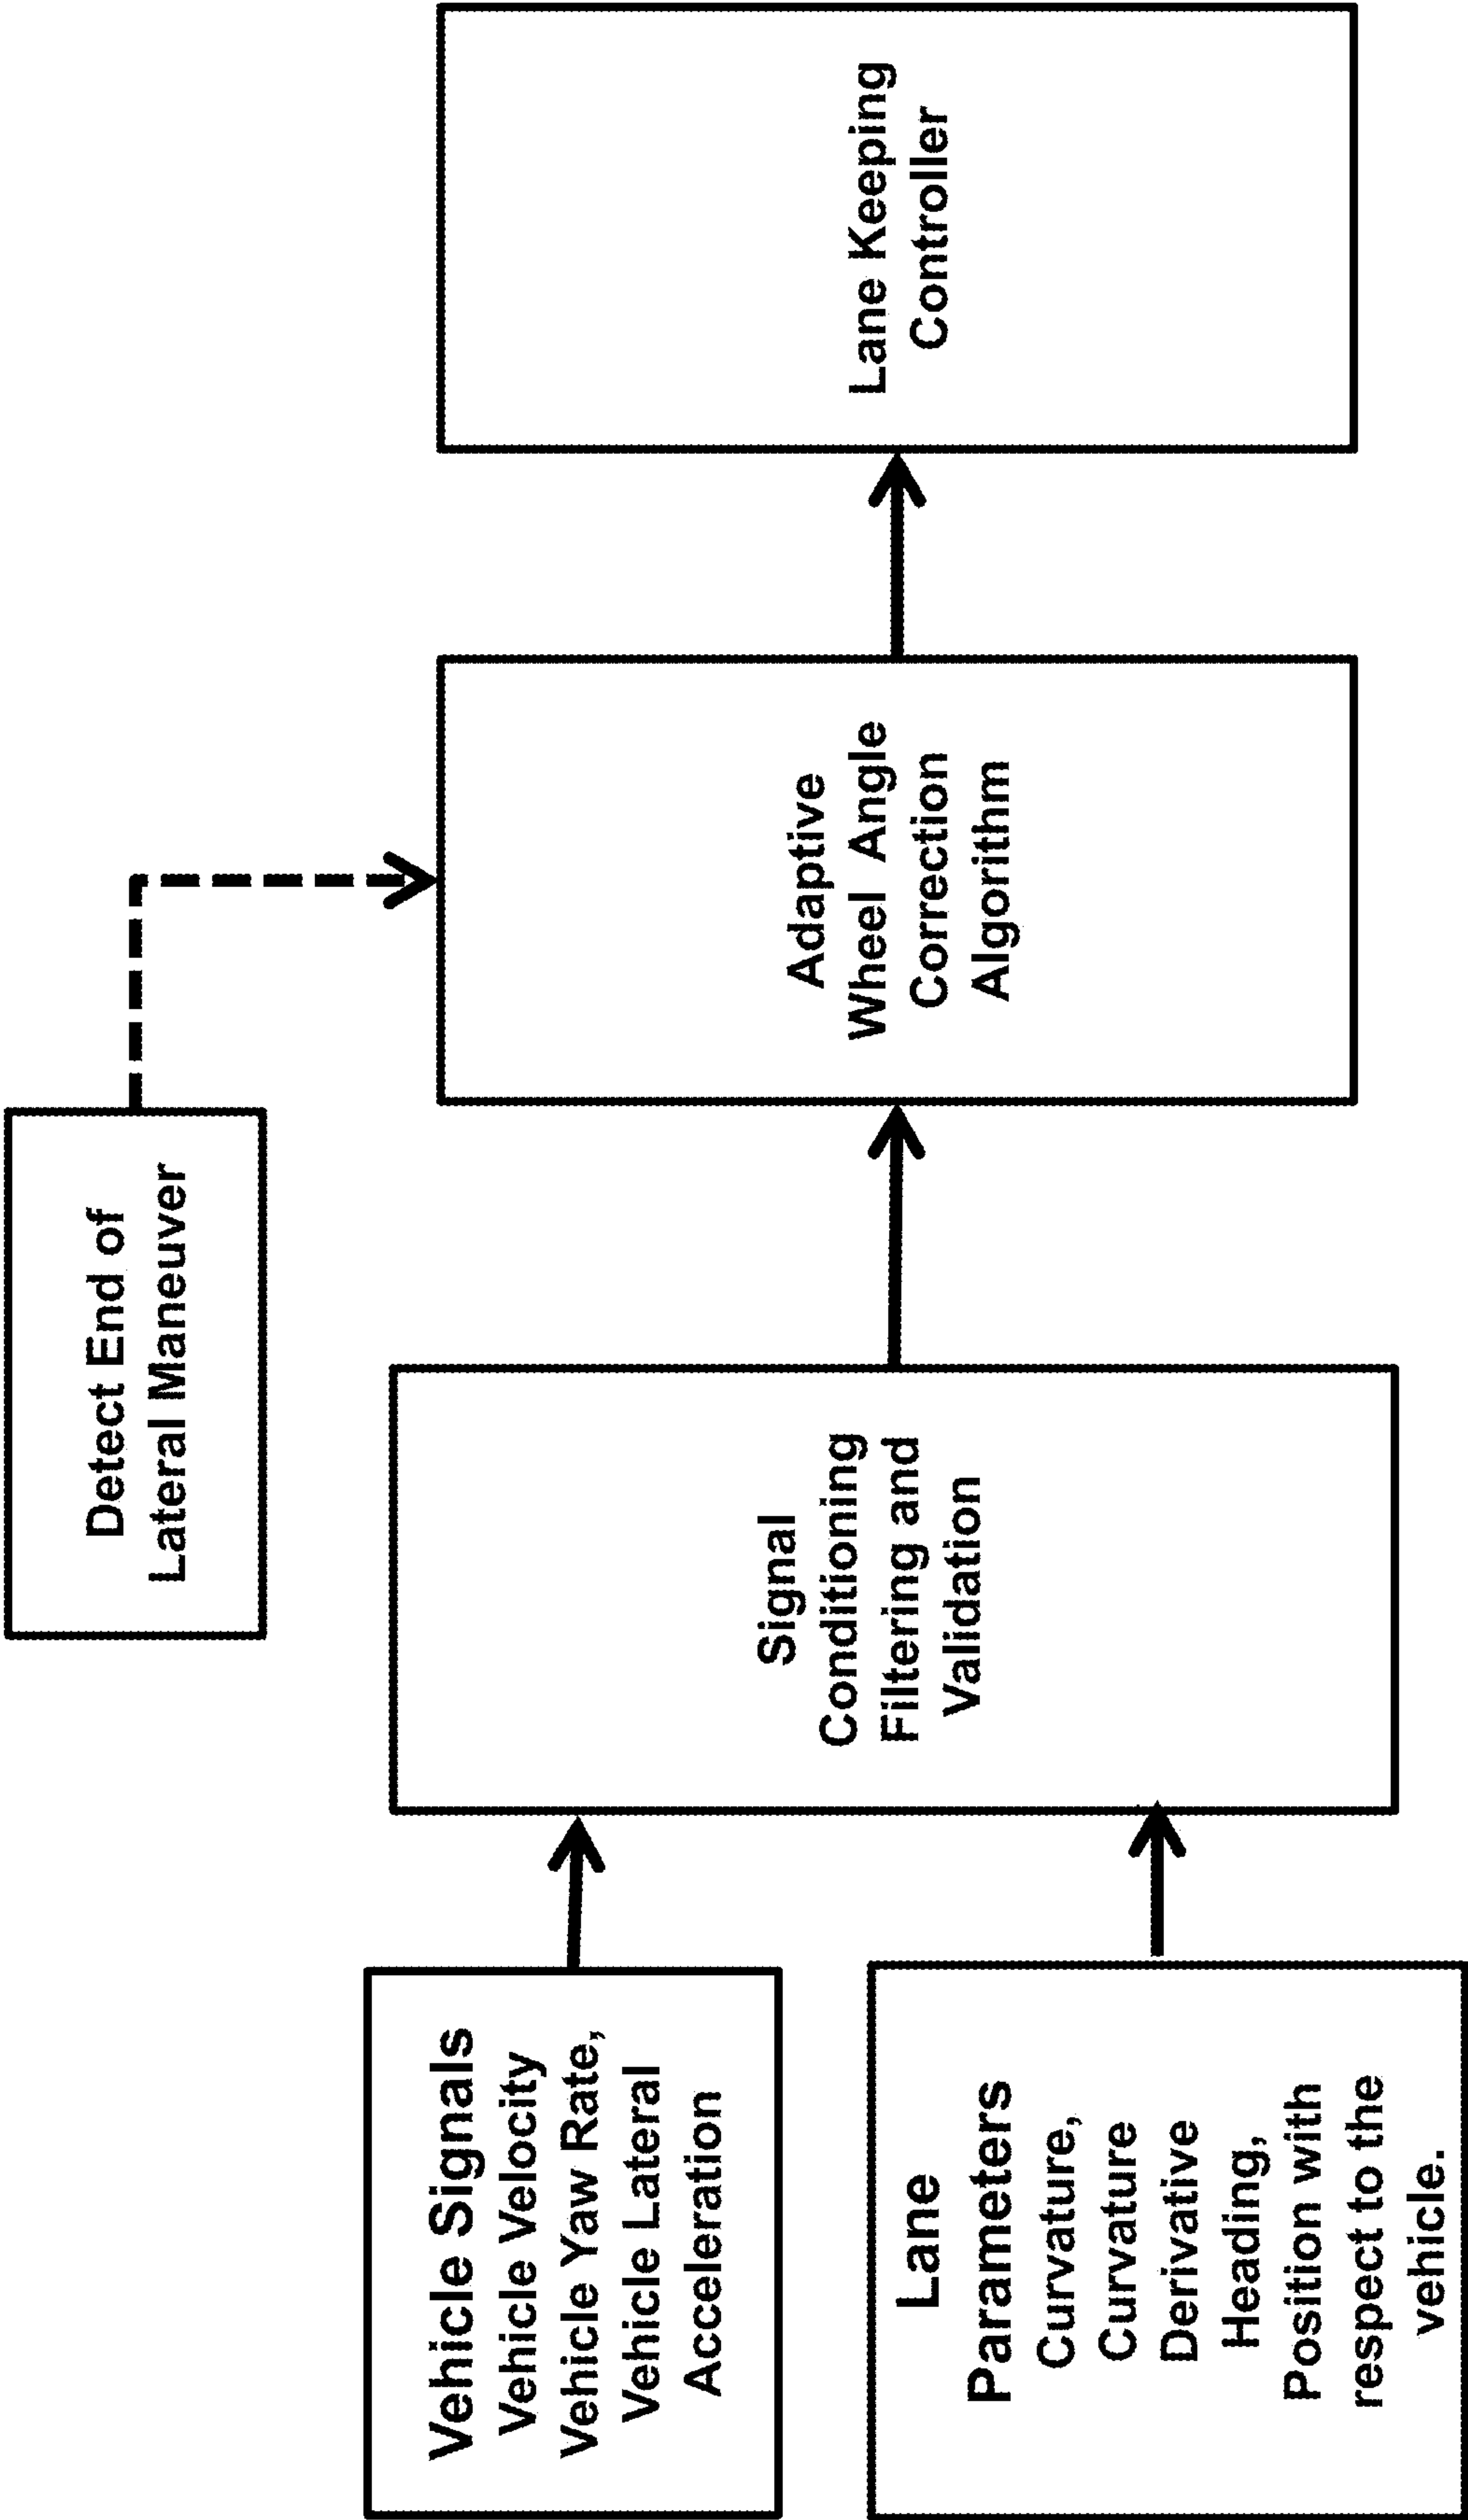 Detect End of
Lateral Maneuver
Vehicle Signals
Vehicle Velocity
Vehicle Yaw Rate,
Vehicle Lateral
Acceleration
Lane
Parameters
Curvature,
Curvature
Derivative
Heading,
Position with
respect to the
vehicle.
Signal
Conditioning
Filtering and
Validation
Adaptive
Wheel Angle
Correction
Algorithm
Lane Keeping
Controller